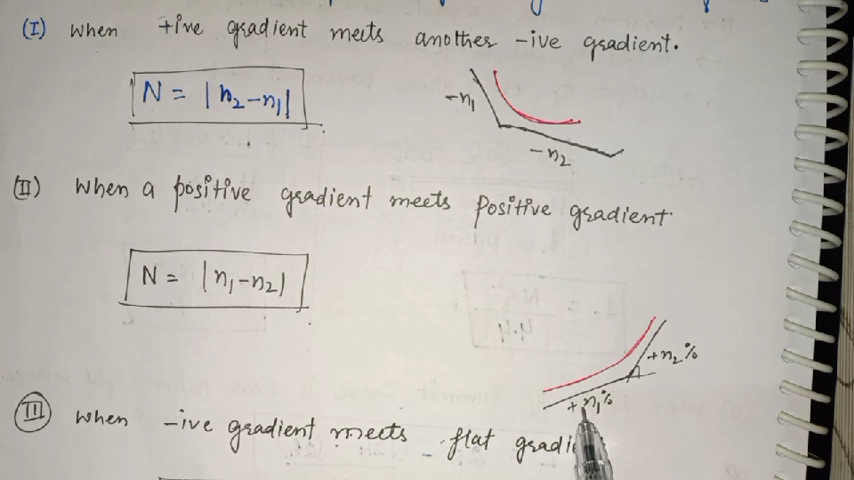 (I) when +ive gradient meets another -ive gradient.
N = |n2-n1|
-n1
-n2
(II) when a positive gradient meets positive gradient.
N = |n1-n2|
+n2%
+n1%
(III) when -ive gradient meets flat gradi